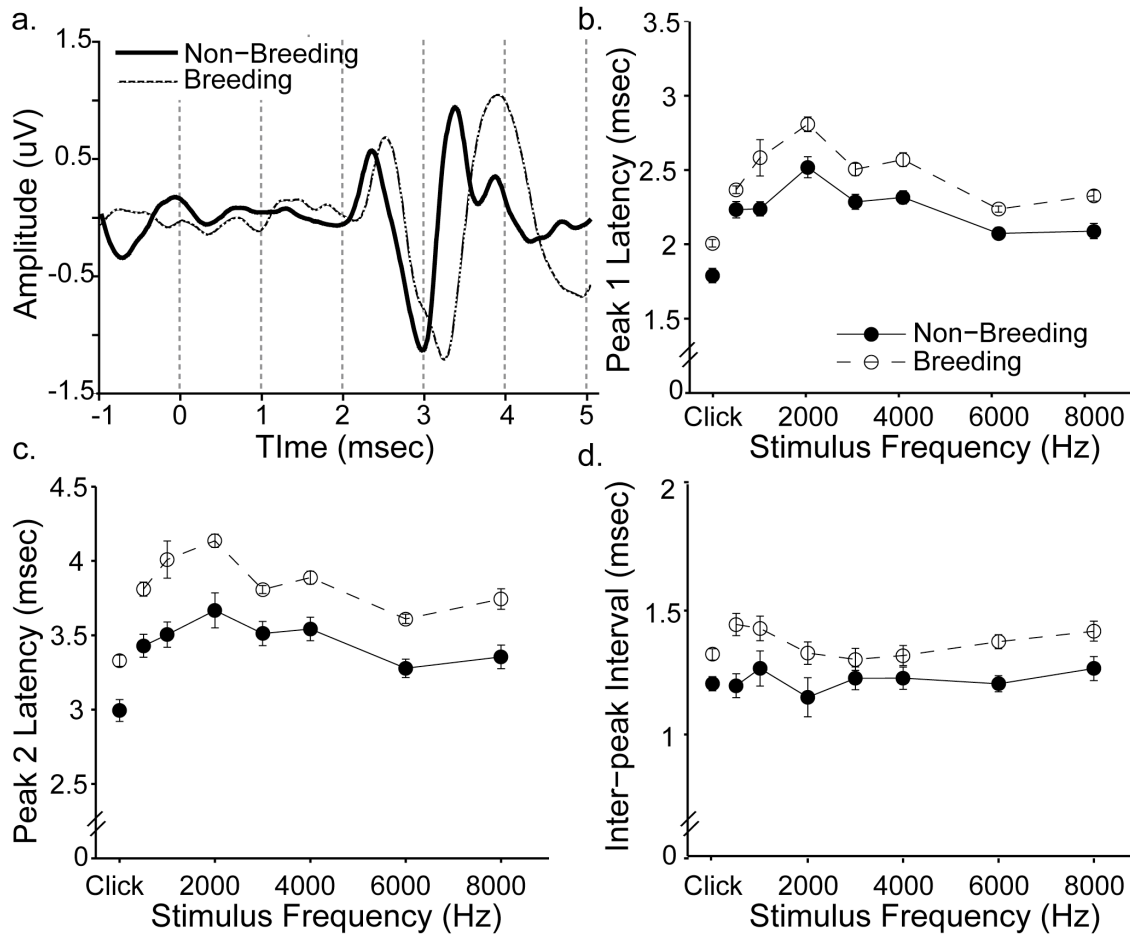 a.
1.5
0.5
-0.5
-1.5
Amplitude (uV)
Non-Breeding
Breeding
-1 0 1 2 3 4 5
TIme (msec)
b.
3.5
3
2.5
2
1.5
0
Peak 1 Latency (msec)
Non-Breeding
Breeding
Click 2000 4000 6000 8000
Stimulus Frequency (Hz)
c.
4.5
4
3.5
3
2.5
0
Peak 2 Latency (msec)
Click 2000 4000 6000 8000
Stimulus Frequency (Hz)
d.
2
1.5
1
0
Inter-peak Interval (msec)
Click 2000 4000 6000 8000
Stimulus Frequency (Hz)